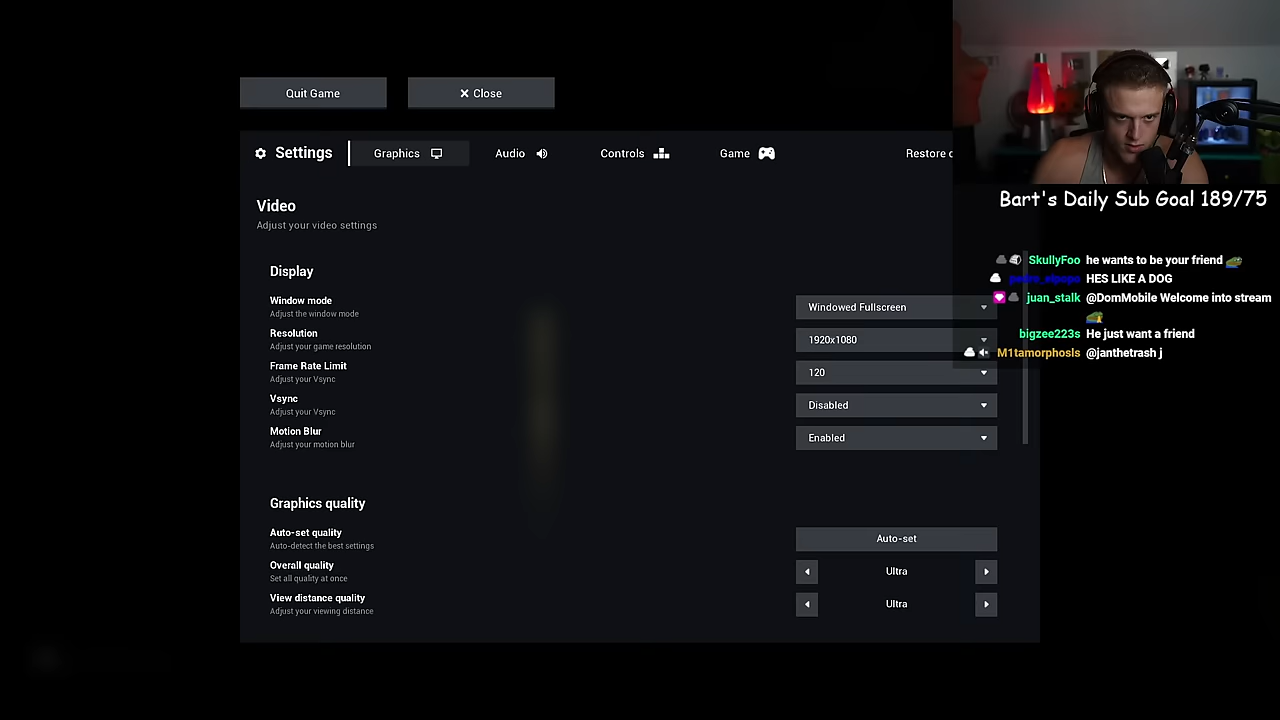 Quit Game
Close
Settings
Graphics
Audio
Controls
Game
Restore
Video
Adjust your video settings
Display
Window mode
Adjust the window mode
Windowed Fullscreen
Resolution
Adjust your game resolution
1920x1080
Frame Rate Limit
Adjust your Vsync
120
Vsync
Adjust your Vsync
Disabled
Motion Blur
Adjust your motion blur
Enabled
Graphics quality
Auto-set quality
Auto-detect the best settings
Auto-set
Overall quality
Set all quality at once
Ultra
View distance quality
Adjust your viewing distance
Ultra
Bart's Daily Sub Goal 189/75
SkullyFoo he wants to be your friend
HES LIKE A DOG
juan_stalk @DomMobile Welcome into stream
bigzee223s He just want a friend
M1tamorphosIs @janthetrash j